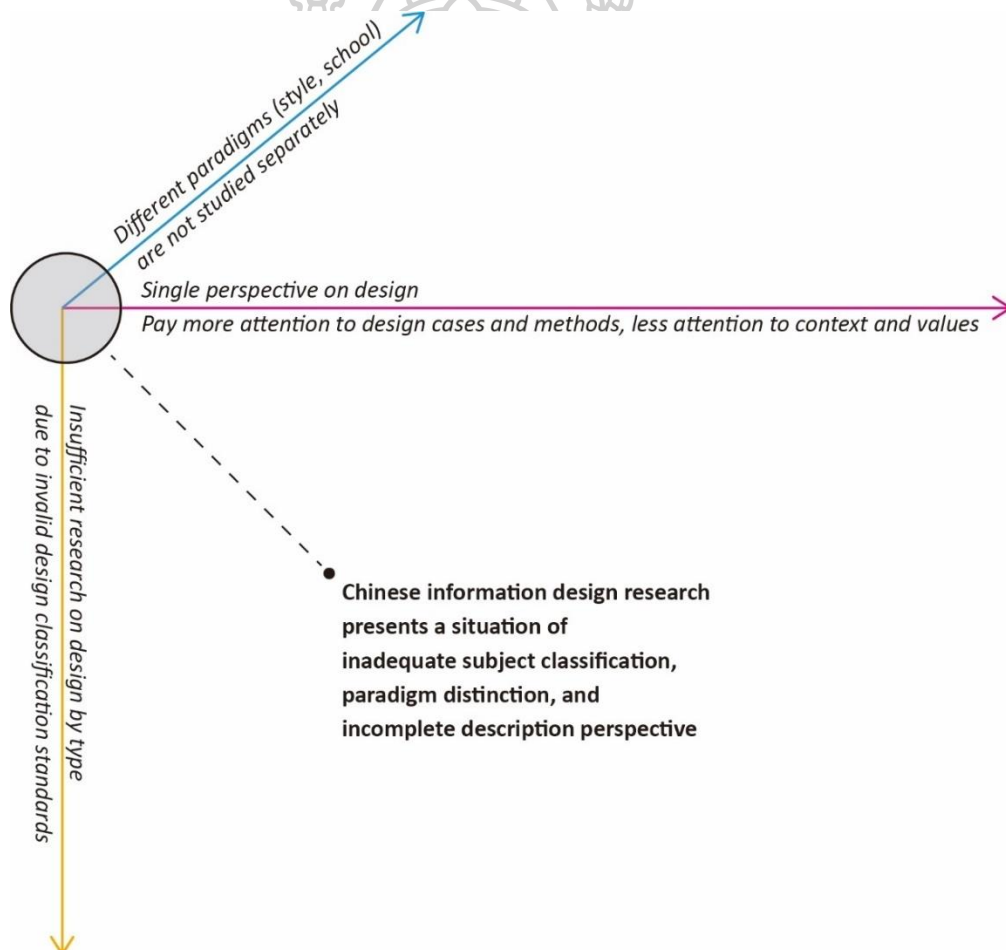 Different paradigms (style, school)
are not studied separately
Single perspective on design
Pay more attention to design cases and methods, less attention to context and values
Insufficient research on design by type
due to invalid design classification standards
Chinese information design research
presents a situation of
inadequate subject classification,
paradigm distinction, and
incomplete description perspective